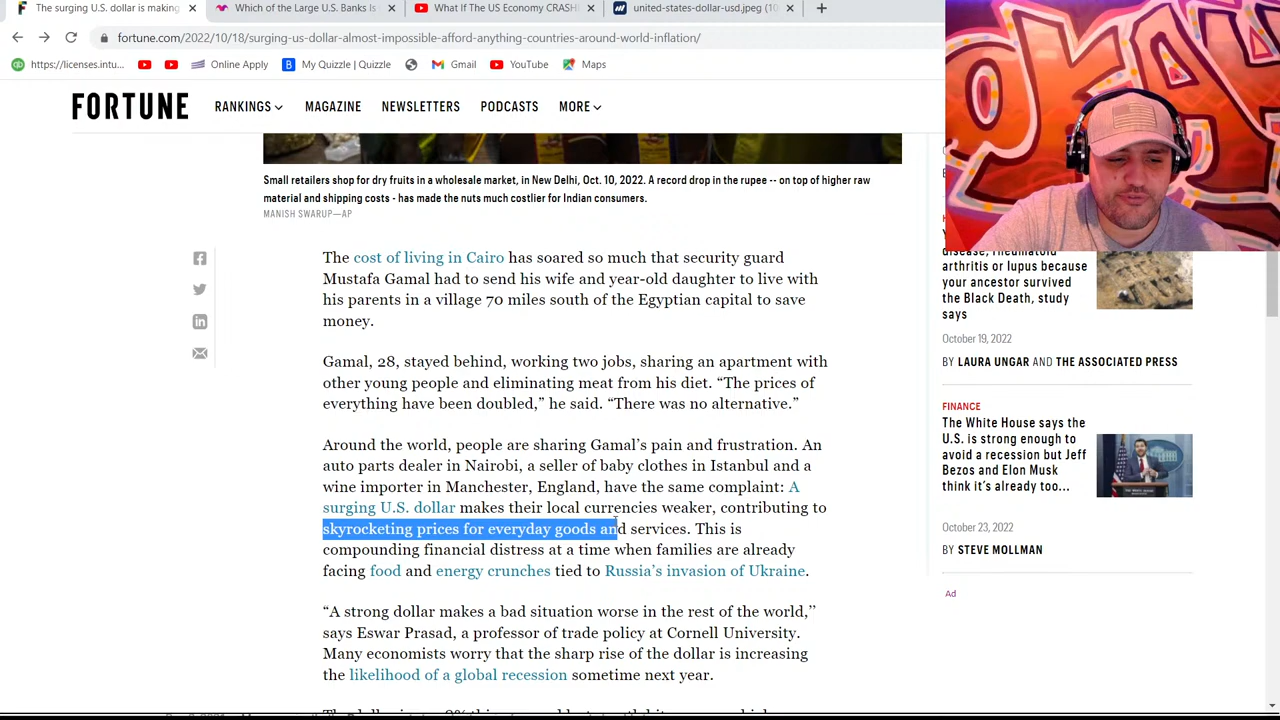 The surging U.S. dollar is making
Which of the Large U.S. Banks Is
What If The US Economy CRASH
united-states-dollar-usd.jpeg (10
fortune.com/2022/10/18/surging-us-dollar-almost-impossible-afford-anything-countries-around-world-inflation/
https://licenses.intu...
Online Apply
My Quizzle | Quizzle
Gmail
YouTube
Maps
FORTUNE
RANKINGS
MAGAZINE
NEWSLETTERS
PODCASTS
MORE
Small retailers shop for dry fruits in a wholesale market, in New Delhi, Oct. 10, 2022. A record drop in the rupee -- on top of higher raw
material and shipping costs - has made the nuts much costlier for Indian consumers.
MANISH SWARUP—AP
The cost of living in Cairo has soared so much that security guard
Mustafa Gamal had to send his wife and year-old daughter to live with
his parents in a village 70 miles south of the Egyptian capital to save
money.
Gamal, 28, stayed behind, working two jobs, sharing an apartment with
other young people and eliminating meat from his diet. “The prices of
everything have been doubled,” he said. “There was no alternative.”
Around the world, people are sharing Gamal’s pain and frustration. An
auto parts dealer in Nairobi, a seller of baby clothes in Istanbul and a
wine importer in Manchester, England, have the same complaint: A
surging U.S. dollar makes their local currencies weaker, contributing to
skyrocketing prices for everyday goods and services. This is
compounding financial distress at a time when families are already
facing food and energy crunches tied to Russia’s invasion of Ukraine.
“A strong dollar makes a bad situation worse in the rest of the world,’’
says Eswar Prasad, a professor of trade policy at Cornell University.
Many economists worry that the sharp rise of the dollar is increasing
the likelihood of a global recession sometime next year.
arthritis or lupus because
your ancestor survived
the Black Death, study
says
October 19, 2022
BY LAURA UNGAR AND THE ASSOCIATED PRESS
FINANCE
The White House says the
U.S. is strong enough to
avoid a recession but Jeff
Bezos and Elon Musk
think it’s already too...
October 23, 2022
BY STEVE MOLLMAN
Ad